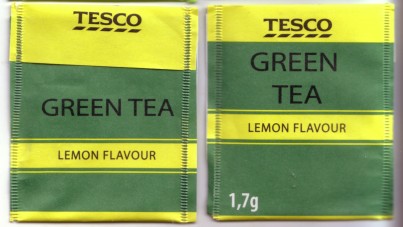 TESCO
GREEN TEA
LEMON FLAVOUR
TESCO
GREEN
TEA
LEMON FLAVOUR
1,7g